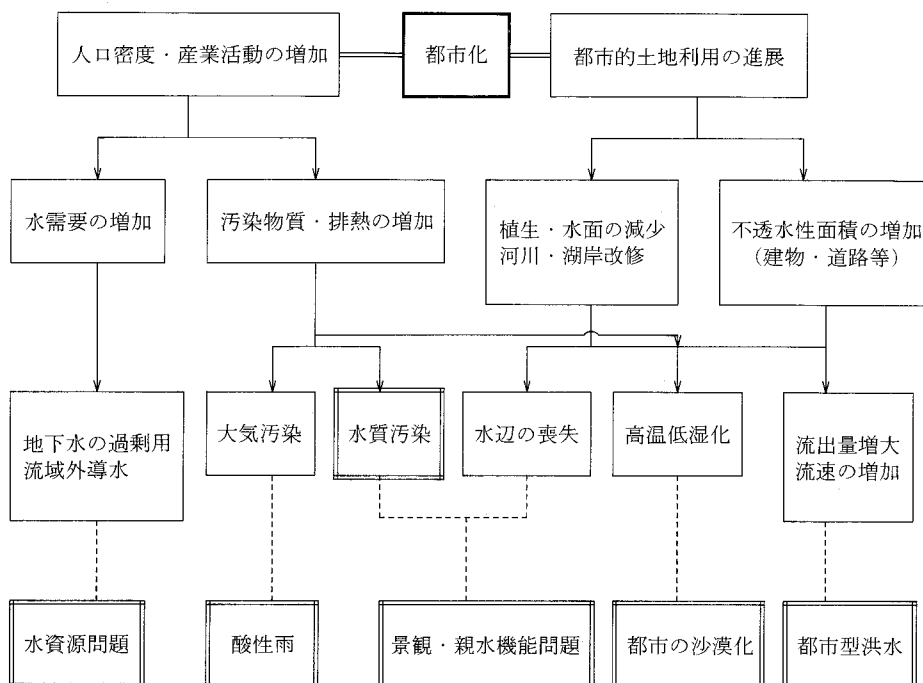 人口密度・産業活動の増加
都市化
都市的土地利用の進展
水需要の増加
汚染物質・排熱の増加
植生・水面の減少
河川・湖岸改修
不透水性面積の増加
（建物・道路等）
地下水の過剰用
流域外導水
大気汚染
水質汚染
水辺の喪失
高温低湿化
流出量増大
流速の増加
水資源問題
酸性雨
景観・親水機能問題
都市の沙漠化
都市型洪水